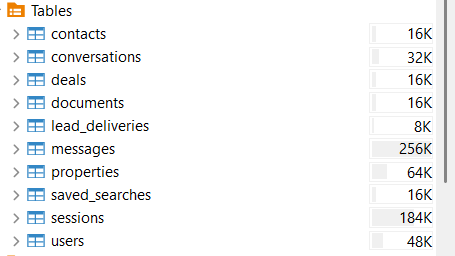 Tables
contacts 16K
conversations 32K
deals 16K
documents 16K
lead_deliveries 8K
messages 256K
properties 64K
saved_searches 16K
sessions 184K
users 48K